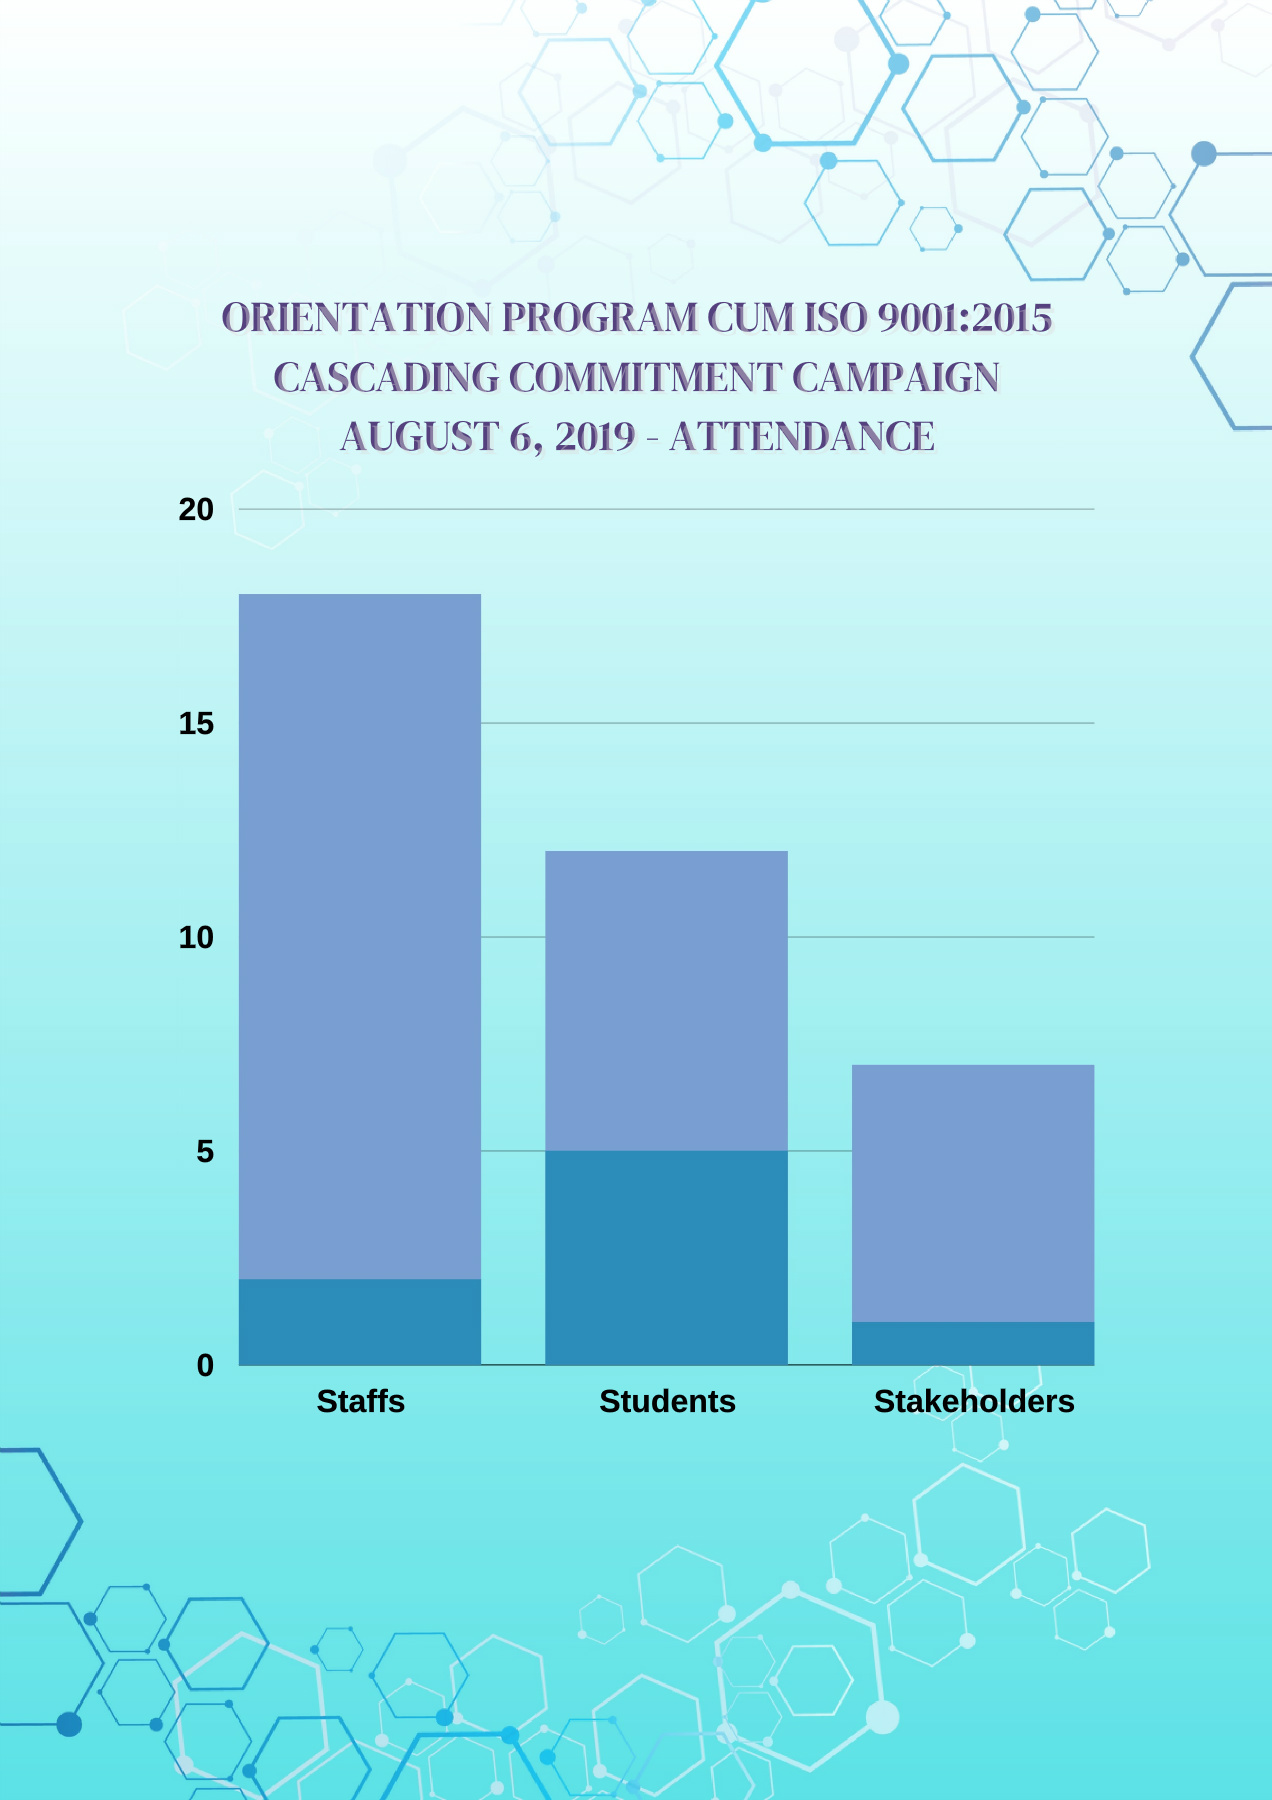 ORIENTATION PROGRAM CUM ISO 9001:2015
CASCADING COMMITMENT CAMPAIGN
AUGUST 6, 2019 - ATTENDANCE
20
15
10
5
0
Staffs Students Stakeholders